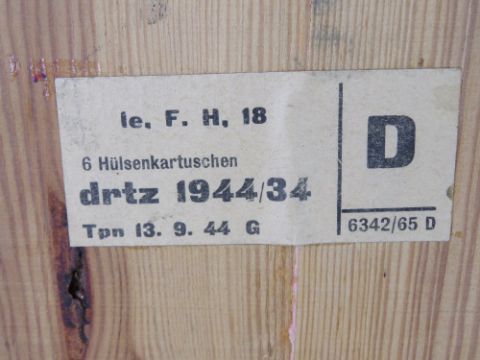 le. F. H. 18
6 Hülsenkartuschen
drtz 1944/34
Tpn 13. 9. 44 G
D
6342/65 D